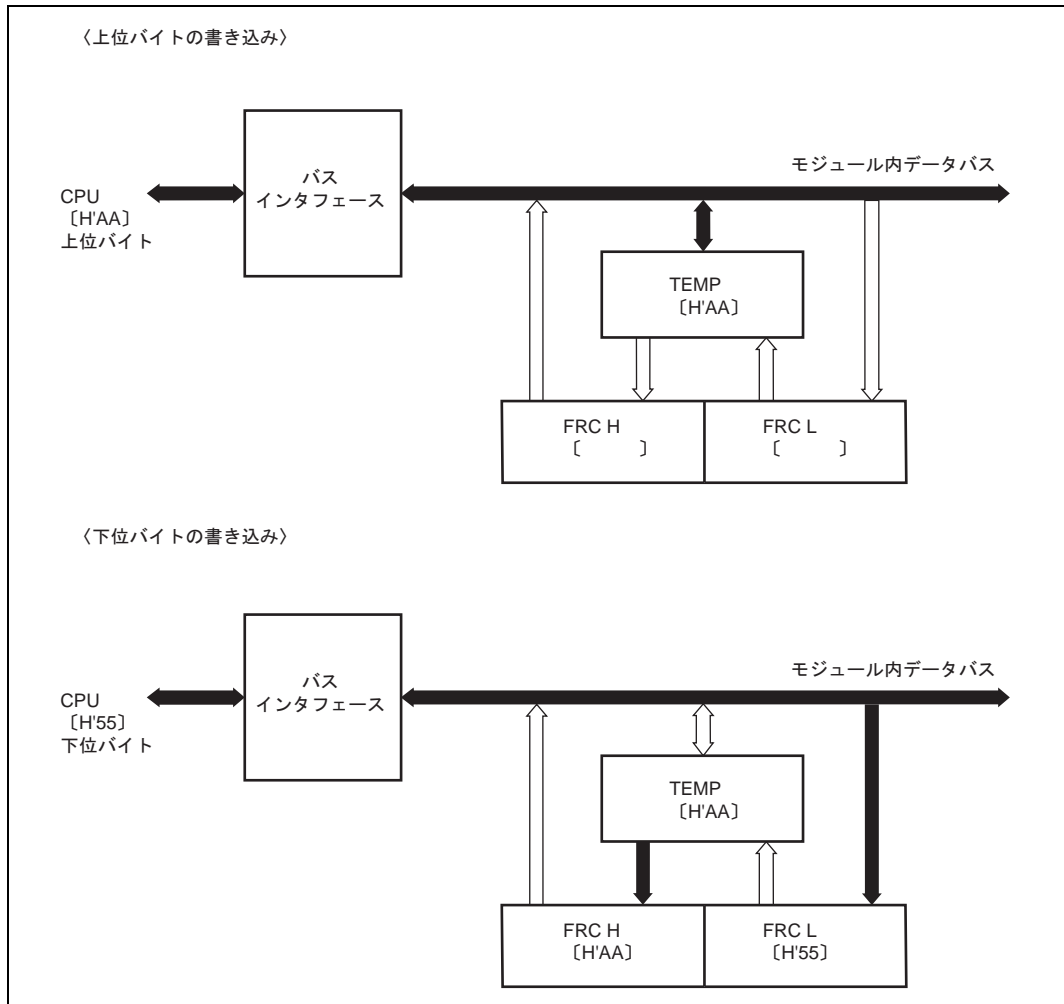 〈上位バイトの書き込み〉
バス
インタフェース
モジュール内データバス
CPU
〔H'AA〕
上位バイト
TEMP
〔H'AA〕
FRC H
〔　　〕
FRC L
〔　　〕
〈下位バイトの書き込み〉
バス
インタフェース
モジュール内データバス
CPU
〔H'55〕
下位バイト
TEMP
〔H'AA〕
FRC H
〔H'AA〕
FRC L
〔H'55〕